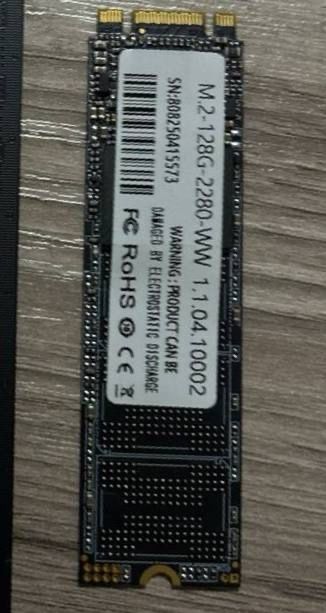 M.2-128G-2280-WW 1.1.04.10002
SN:808250415573
WARNING:PRODUCT CAN BE
DAMAGED BY ELECTROSTATIC DISCHARGE
FC RoHS CE